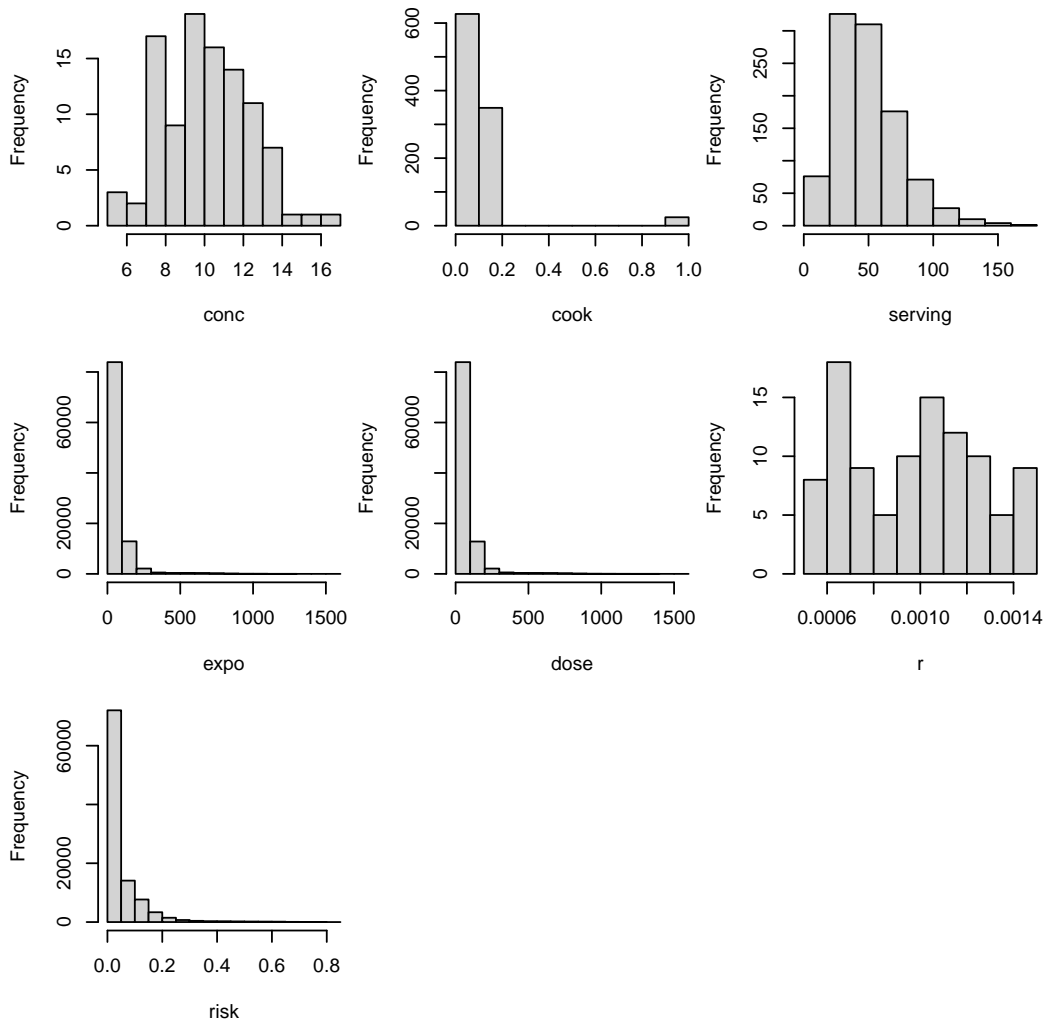 Frequency
0 5 10 15
6 8 10 12 14 16
conc
Frequency
0 200 400 600
0.0 0.2 0.4 0.6 0.8 1.0
cook
Frequency
0 50 150 250
0 50 100 150
serving
Frequency
0 20000 60000
0 500 1000 1500
expo
Frequency
0 20000 60000
0 500 1000 1500
dose
Frequency
0 5 10 15
0.0006 0.0010 0.0014
r
Frequency
0 20000 60000
0.0 0.2 0.4 0.6 0.8
risk